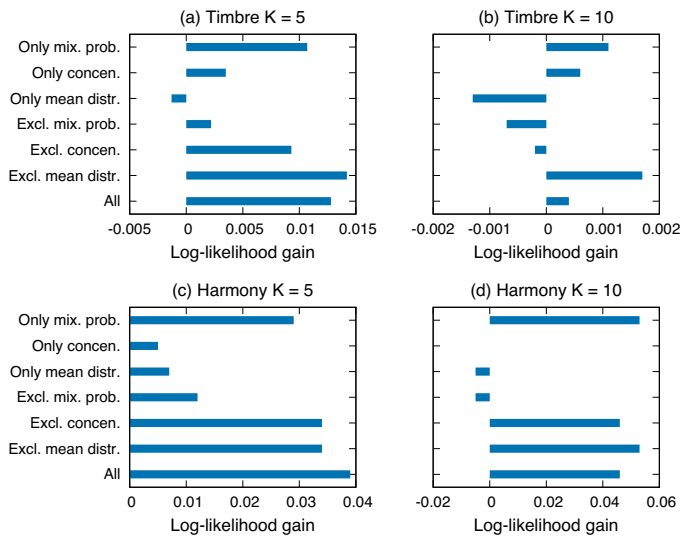 (a) Timbre K = 5
Only mix. prob.
Only concen.
Only mean distr.
Excl. mix. prob.
Excl. concen.
Excl. mean distr.
All
-0.005 0 0.005 0.01 0.015
Log-likelihood gain
(b) Timbre K = 10
-0.002 -0.001 0 0.001 0.002
Log-likelihood gain
(c) Harmony K = 5
Only mix. prob.
Only concen.
Only mean distr.
Excl. mix. prob.
Excl. concen.
Excl. mean distr.
All
0 0.01 0.02 0.03 0.04
Log-likelihood gain
(d) Harmony K = 10
-0.02 0 0.02 0.04 0.06
Log-likelihood gain